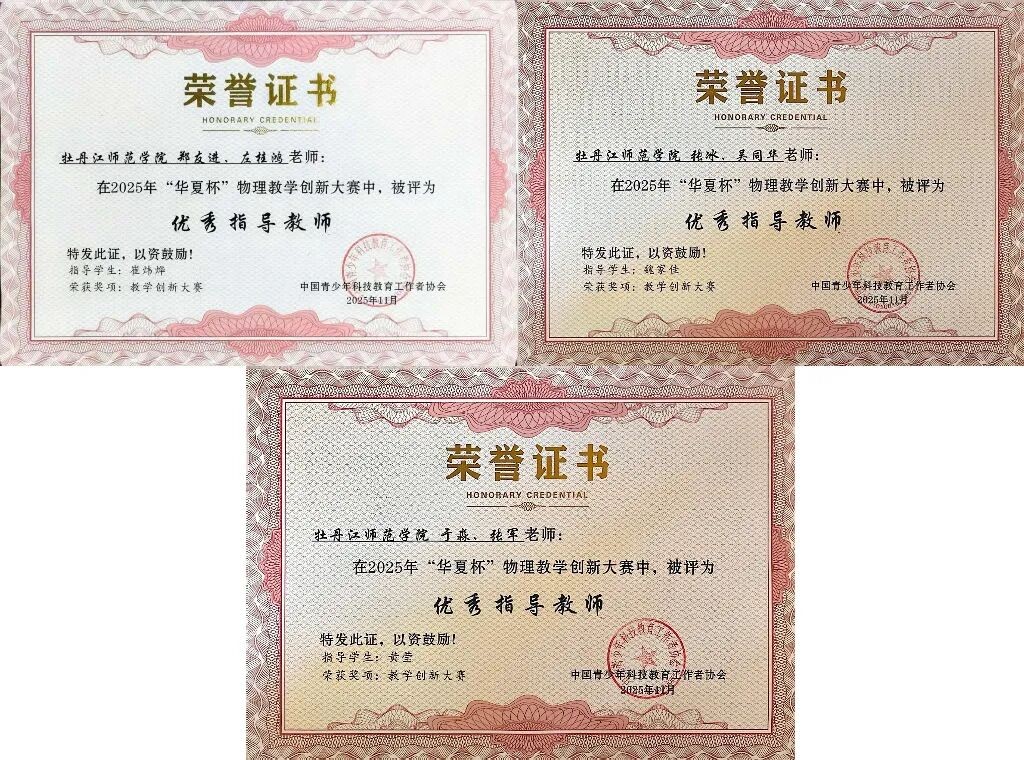 荣誉证书
HONORARY CREDENTIAL
牡丹江师范学院 郑友进、左桂鸿 老师：
在2025年“华夏杯”物理教学创新大赛中，被评为
优秀指导教师
特发此证，以资鼓励！
指导学生：崔炜烨
荣获奖项：教学创新大赛
中国青少年科技教育工作者协会
2025年11月
荣誉证书
HONORARY CREDENTIAL
牡丹江师范学院 张冰、吴同华 老师：
在2025年“华夏杯”物理教学创新大赛中，被评为
优秀指导教师
特发此证，以资鼓励！
指导学生：魏家佳
荣获奖项：教学创新大赛
中国青少年科技教育工作者协会
2025年11月
荣誉证书
HONORARY CREDENTIAL
牡丹江师范学院 于淼、张军 老师：
在2025年“华夏杯”物理教学创新大赛中，被评为
优秀指导教师
特发此证，以资鼓励！
指导学生：黄莹
荣获奖项：教学创新大赛
中国青少年科技教育工作者协会
2025年11月